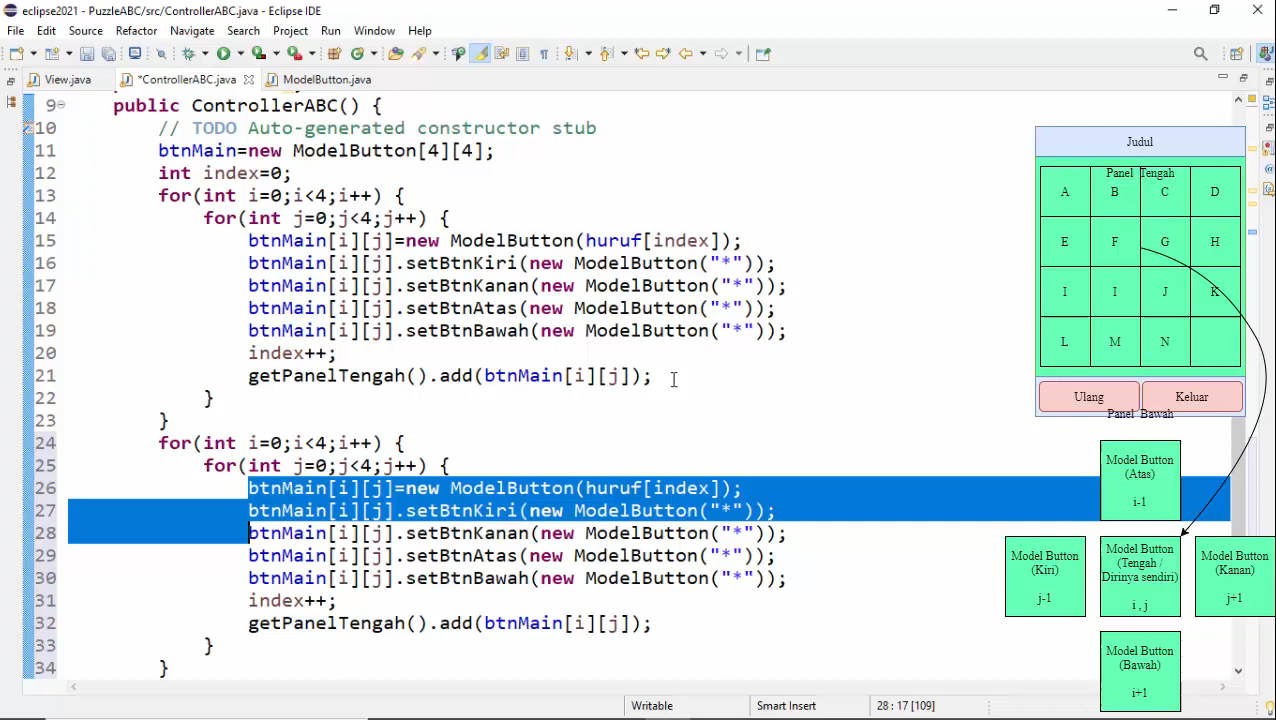 eclipse2021 - PuzzleABC/src/ControllerABC.java - Eclipse IDE
File Edit Source Refactor Navigate Search Project Run Window Help
View.java *ControllerABC.java ModelButton.java
9 public ControllerABC() {
10 // TODO Auto-generated constructor stub
11 btnMain=new ModelButton[4][4];
12 int index=0;
13 for(int i=0;i<4;i++) {
14 for(int j=0;j<4;j++) {
15 btnMain[i][j]=new ModelButton(huruf[index]);
16 btnMain[i][j].setBtnKiri(new ModelButton("*"));
17 btnMain[i][j].setBtnKanan(new ModelButton("*"));
18 btnMain[i][j].setBtnAtas(new ModelButton("*"));
19 btnMain[i][j].setBtnBawah(new ModelButton("*"));
20 index++;
21 getPanelTengah().add(btnMain[i][j]);
22 }
23 }
24 for(int i=0;i<4;i++) {
25 for(int j=0;j<4;j++) {
26 btnMain[i][j]=new ModelButton(huruf[index]);
27 btnMain[i][j].setBtnKiri(new ModelButton("*"));
28 btnMain[i][j].setBtnKanan(new ModelButton("*"));
29 btnMain[i][j].setBtnAtas(new ModelButton("*"));
30 btnMain[i][j].setBtnBawah(new ModelButton("*"));
31 index++;
32 getPanelTengah().add(btnMain[i][j]);
33 }
34 }
Judul
Panel Tengah
A B C D
E F G H
I I J K
L M N
Ulang Keluar
Panel Bawah
Model Button
(Atas)
i-1
Model Button
(Kiri)
j-1
Model Button
(Tengah /
Dirinya sendiri)
i , j
Model Button
(Kanan)
j+1
Model Button
(Bawah)
i+1
Writable Smart Insert 28 : 17 [109]